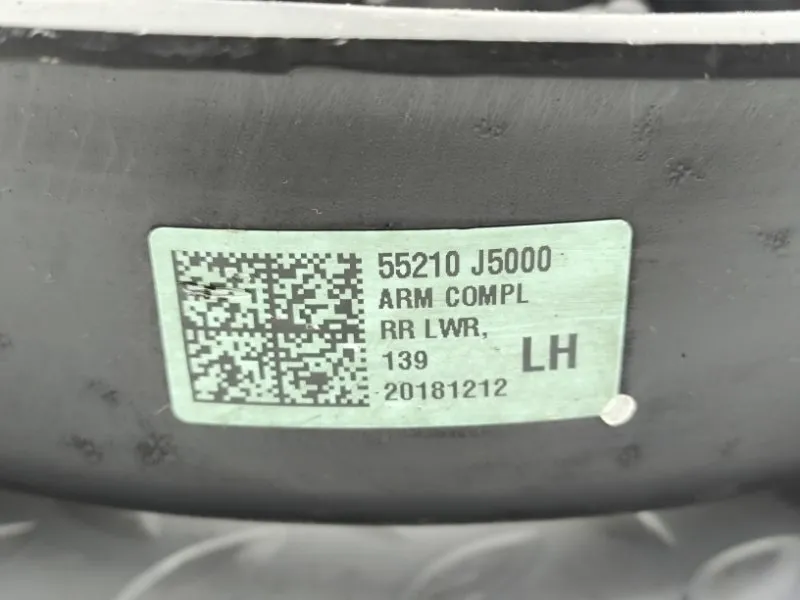 55210 J5000
ARM COMPL
RR LWR,
139
LH
20181212